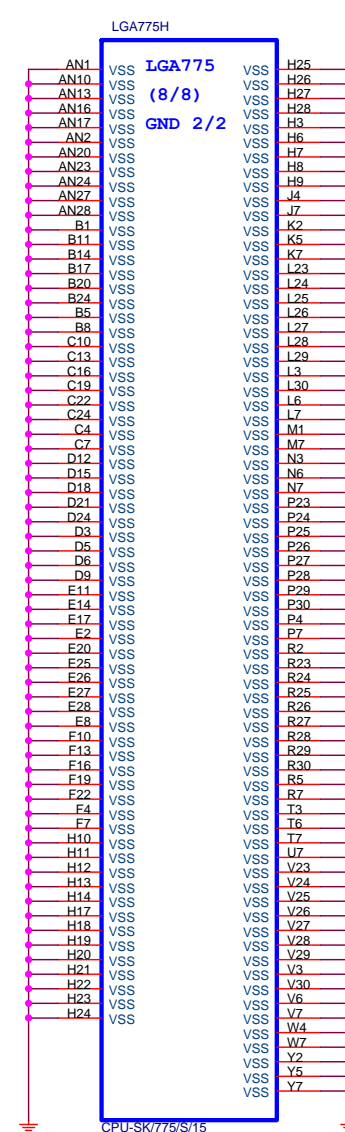 LGA775H
AN1 VSS LGA775 VSS H25
AN10 VSS VSS H26
AN13 VSS (8/8) VSS H27
AN16 VSS VSS H28
AN17 VSS GND 2/2 VSS H3
AN2 VSS VSS H6
AN20 VSS VSS H7
AN23 VSS VSS H8
AN24 VSS VSS H9
AN27 VSS VSS J4
AN28 VSS VSS J7
B1 VSS VSS K2
B11 VSS VSS K5
B14 VSS VSS K7
B17 VSS VSS L23
B20 VSS VSS L24
B24 VSS VSS L25
B5 VSS VSS L26
B8 VSS VSS L27
C10 VSS VSS L28
C13 VSS VSS L29
C16 VSS VSS L3
C19 VSS VSS L30
C22 VSS VSS L6
C24 VSS VSS L7
C4 VSS VSS M1
C7 VSS VSS M7
D12 VSS VSS N3
D15 VSS VSS N6
D18 VSS VSS N7
D21 VSS VSS P23
D24 VSS VSS P24
D3 VSS VSS P25
D5 VSS VSS P26
D6 VSS VSS P27
D9 VSS VSS P28
E11 VSS VSS P29
E14 VSS VSS P30
E17 VSS VSS P4
E2 VSS VSS P7
E20 VSS VSS R2
E25 VSS VSS R23
E26 VSS VSS R24
E27 VSS VSS R25
E28 VSS VSS R26
E8 VSS VSS R27
F10 VSS VSS R28
F13 VSS VSS R29
F16 VSS VSS R30
F19 VSS VSS R5
F22 VSS VSS R7
F4 VSS VSS T3
F7 VSS VSS T6
H10 VSS VSS T7
H11 VSS VSS U7
H12 VSS VSS V23
H13 VSS VSS V24
H14 VSS VSS V25
H17 VSS VSS V26
H18 VSS VSS V27
H19 VSS VSS V28
H20 VSS VSS V29
H21 VSS VSS V3
H22 VSS VSS V30
H23 VSS VSS V6
H24 VSS VSS V7
VSS W4
VSS W7
VSS Y2
VSS Y5
VSS Y7
CPU-SK/775/S/15